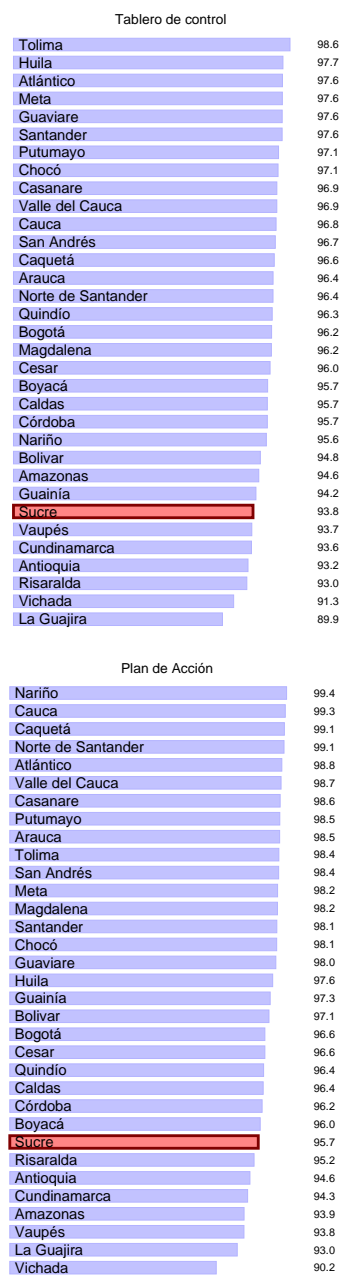 Tablero de control
Tolima 98.6
Huila 97.7
Atlántico 97.6
Meta 97.6
Guaviare 97.6
Santander 97.6
Putumayo 97.1
Chocó 97.1
Casanare 96.9
Valle del Cauca 96.9
Cauca 96.8
San Andrés 96.7
Caquetá 96.6
Arauca 96.4
Norte de Santander 96.4
Quindío 96.3
Bogotá 96.2
Magdalena 96.2
Cesar 96.0
Boyacá 95.7
Caldas 95.7
Córdoba 95.7
Nariño 95.6
Bolivar 94.8
Amazonas 94.6
Guainía 94.2
Sucre 93.8
Vaupés 93.7
Cundinamarca 93.6
Antioquia 93.2
Risaralda 93.0
Vichada 91.3
La Guajira 89.9
Plan de Acción
Nariño 99.4
Cauca 99.3
Caquetá 99.1
Norte de Santander 99.1
Atlántico 98.8
Valle del Cauca 98.7
Casanare 98.6
Putumayo 98.5
Arauca 98.5
Tolima 98.4
San Andrés 98.4
Meta 98.2
Magdalena 98.2
Santander 98.1
Chocó 98.1
Guaviare 98.0
Huila 97.6
Guainía 97.3
Bolivar 97.1
Bogotá 96.6
Cesar 96.6
Quindío 96.4
Caldas 96.4
Córdoba 96.2
Boyacá 96.0
Sucre 95.7
Risaralda 95.2
Antioquia 94.6
Cundinamarca 94.3
Amazonas 93.9
Vaupés 93.8
La Guajira 93.0
Vichada 90.2